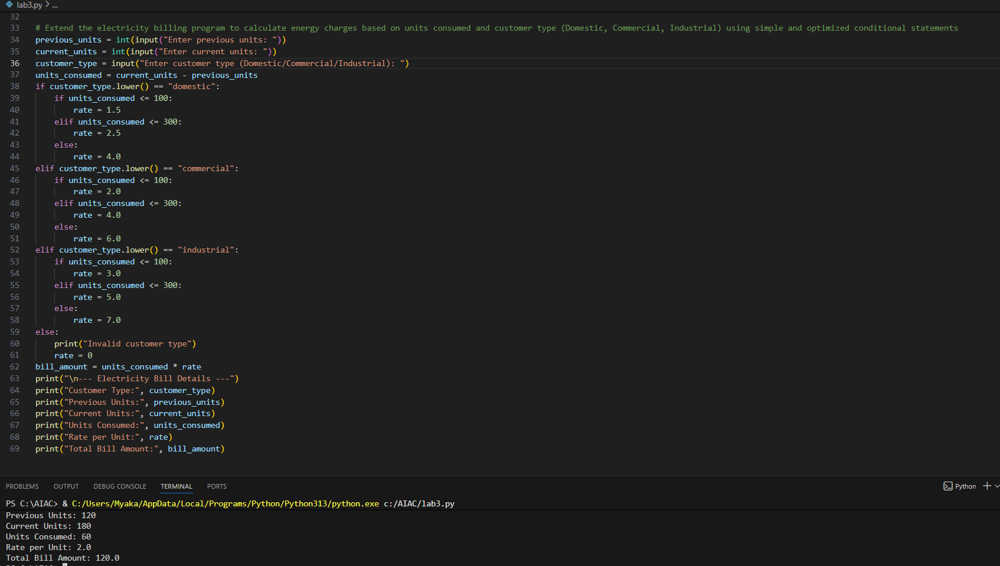 lab3.py > ...
32
33 # Extend the electricity billing program to calculate energy charges based on units consumed and customer type (Domestic, Commercial, Industrial) using simple and optimized conditional statements
34 previous_units = int(input("Enter previous units: "))
35 current_units = int(input("Enter current units: "))
36 customer_type = input("Enter customer type (Domestic/Commercial/Industrial): ")
37 units_consumed = current_units - previous_units
38 if customer_type.lower() == "domestic":
39     if units_consumed <= 100:
40         rate = 1.5
41     elif units_consumed <= 300:
42         rate = 2.5
43     else:
44         rate = 4.0
45 elif customer_type.lower() == "commercial":
46     if units_consumed <= 100:
47         rate = 2.0
48     elif units_consumed <= 300:
49         rate = 4.0
50     else:
51         rate = 6.0
52 elif customer_type.lower() == "industrial":
53     if units_consumed <= 100:
54         rate = 3.0
55     elif units_consumed <= 300:
56         rate = 5.0
57     else:
58         rate = 7.0
59 else:
60     print("Invalid customer type")
61     rate = 0
62 bill_amount = units_consumed * rate
63 print("\n--- Electricity Bill Details ---")
64 print("Customer Type:", customer_type)
65 print("Previous Units:", previous_units)
66 print("Current Units:", current_units)
67 print("Units Consumed:", units_consumed)
68 print("Rate per Unit:", rate)
69 print("Total Bill Amount:", bill_amount)
PROBLEMS OUTPUT DEBUG CONSOLE TERMINAL PORTS Python
PS C:\AIAC> & C:/Users/Myaka/AppData/Local/Programs/Python/Python313/python.exe c:/AIAC/lab3.py
Previous Units: 120
Current Units: 180
Units Consumed: 60
Rate per Unit: 2.0
Total Bill Amount: 120.0